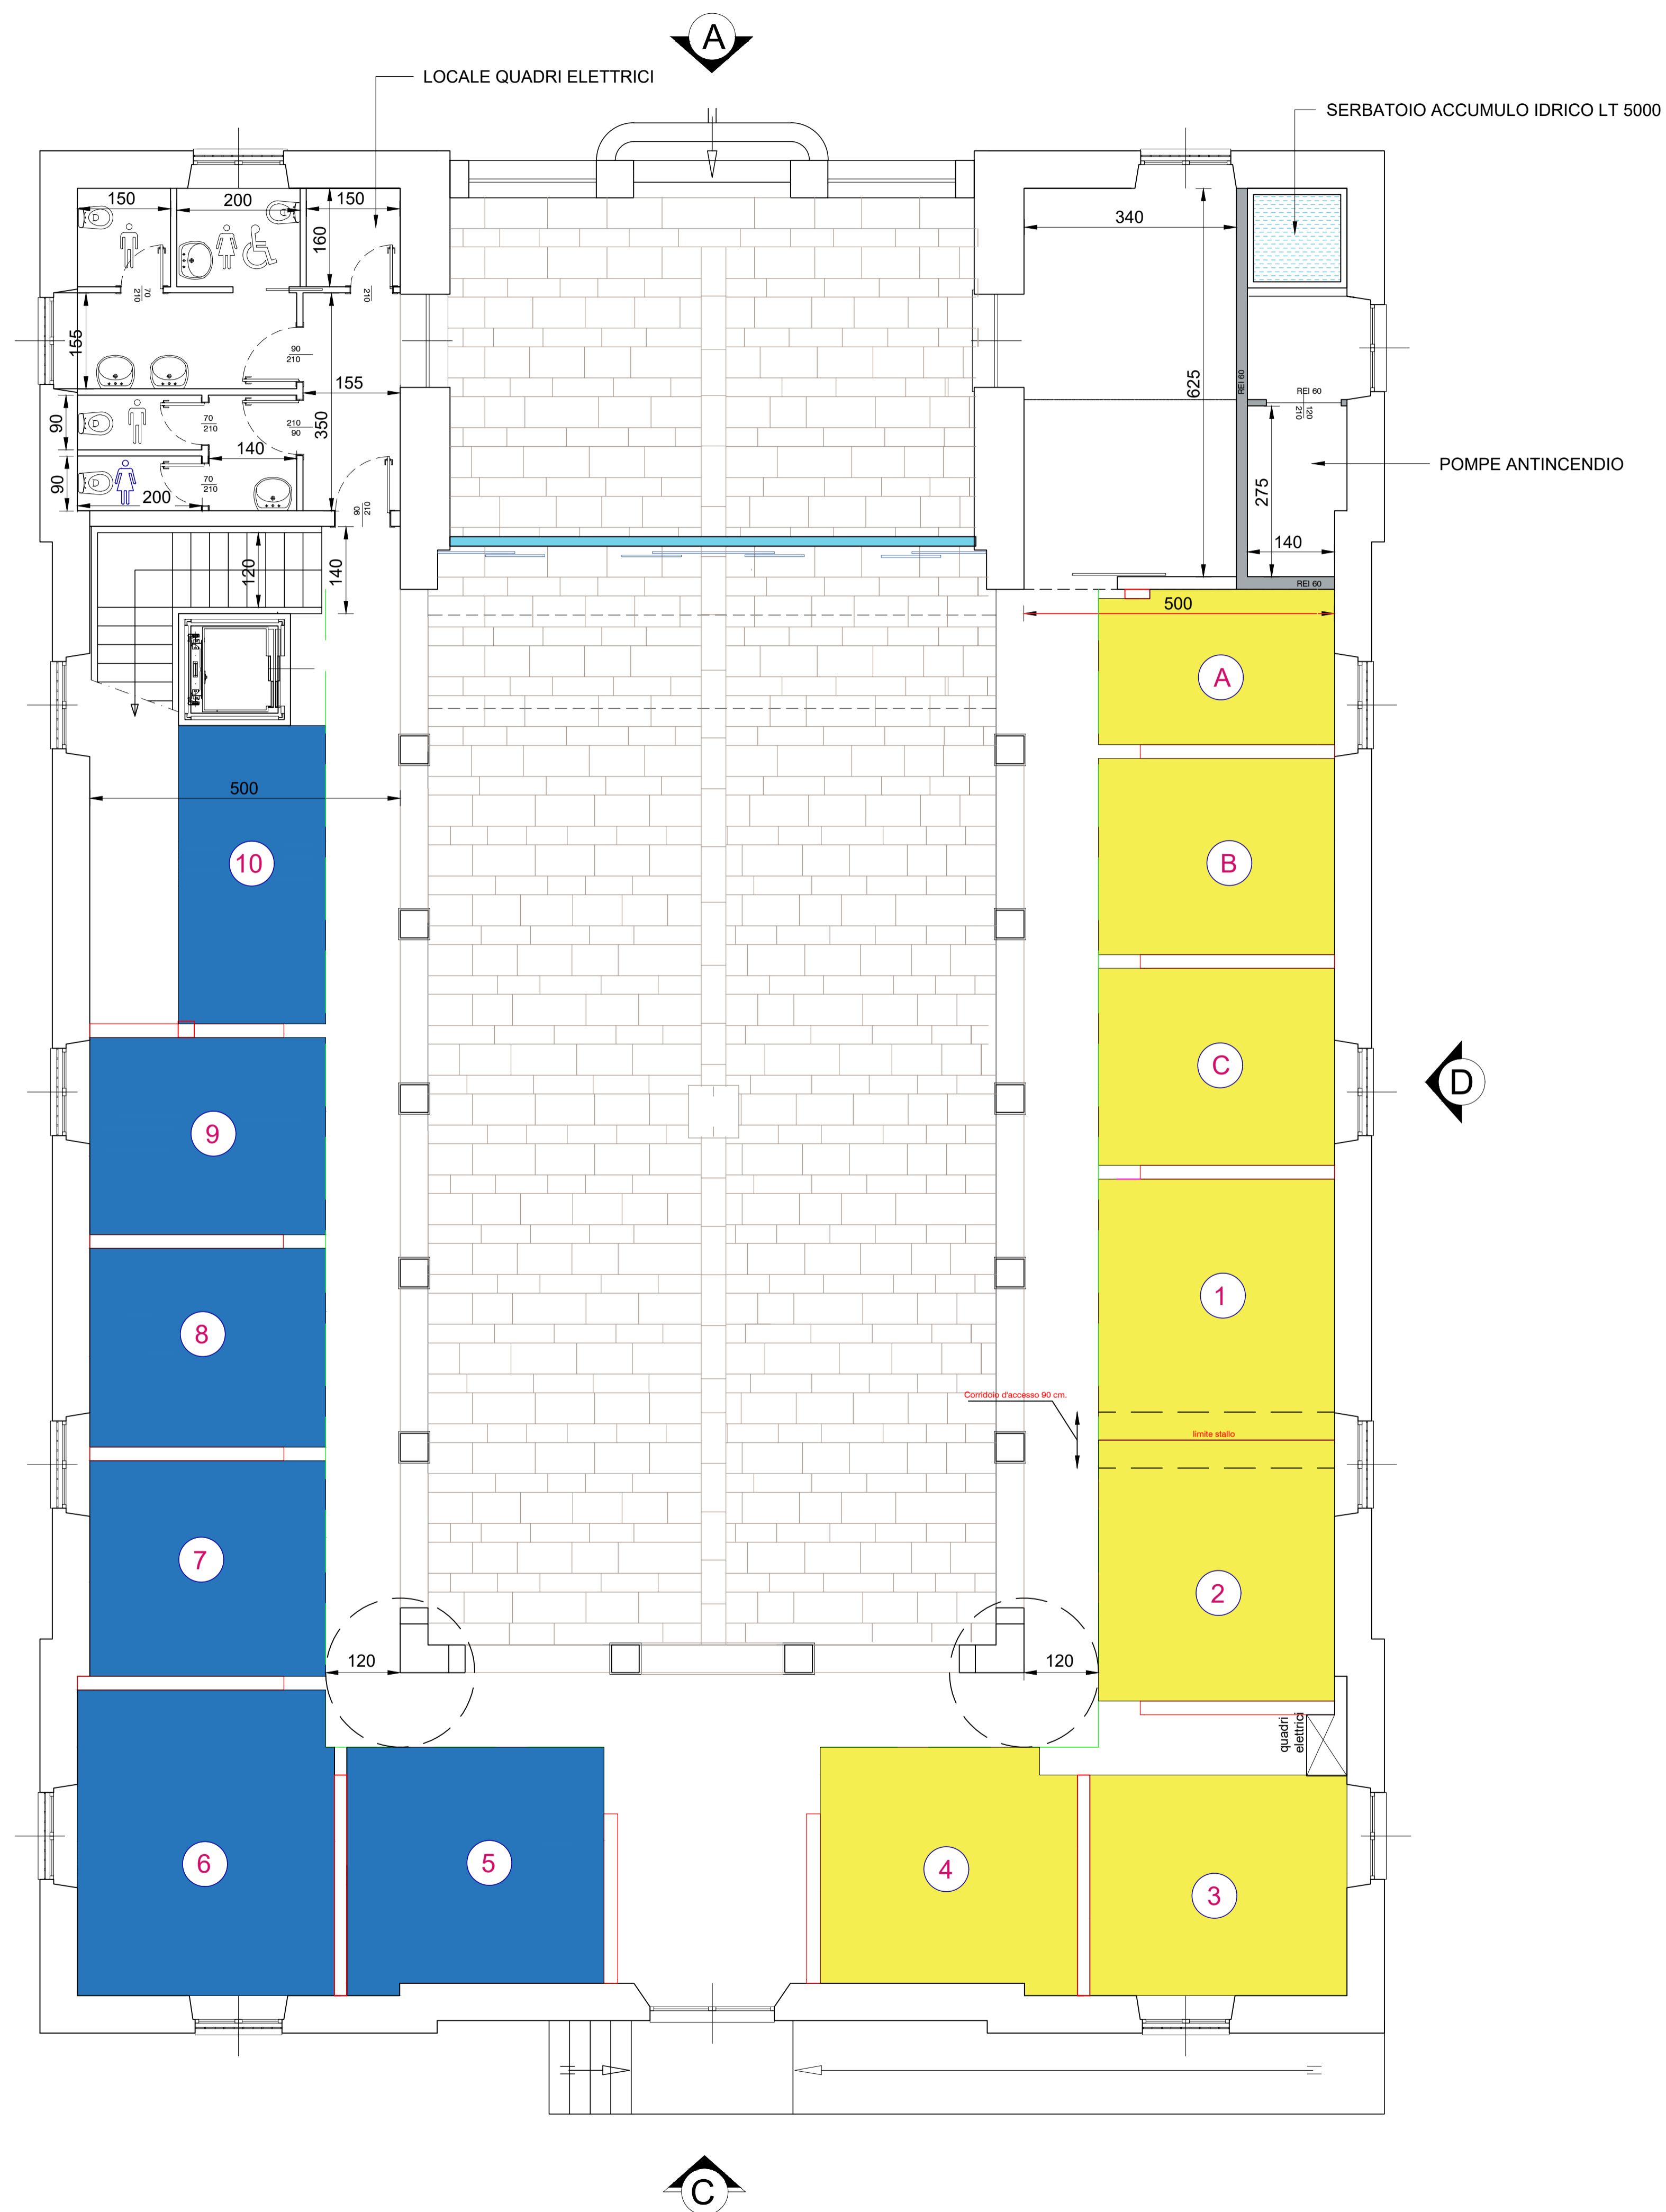 A
LOCALE QUADRI ELETTRICI
SERBATOIO ACCUMULO IDRICO LT 5000
150
200
150
160
340
70
210
210
155
90
210
155
350
625
REI 60
REI 60
120
210
90
70
210
210
90
140
POMPE ANTINCENDIO
90
70
210
200
90
210
275
140
120
140
REI 60
500
A
500
10
B
C
D
9
1
8
Corridoio d'accesso 90 cm.
limite stallo
7
2
120
120
quadri
elettrici
6
5
4
3
C